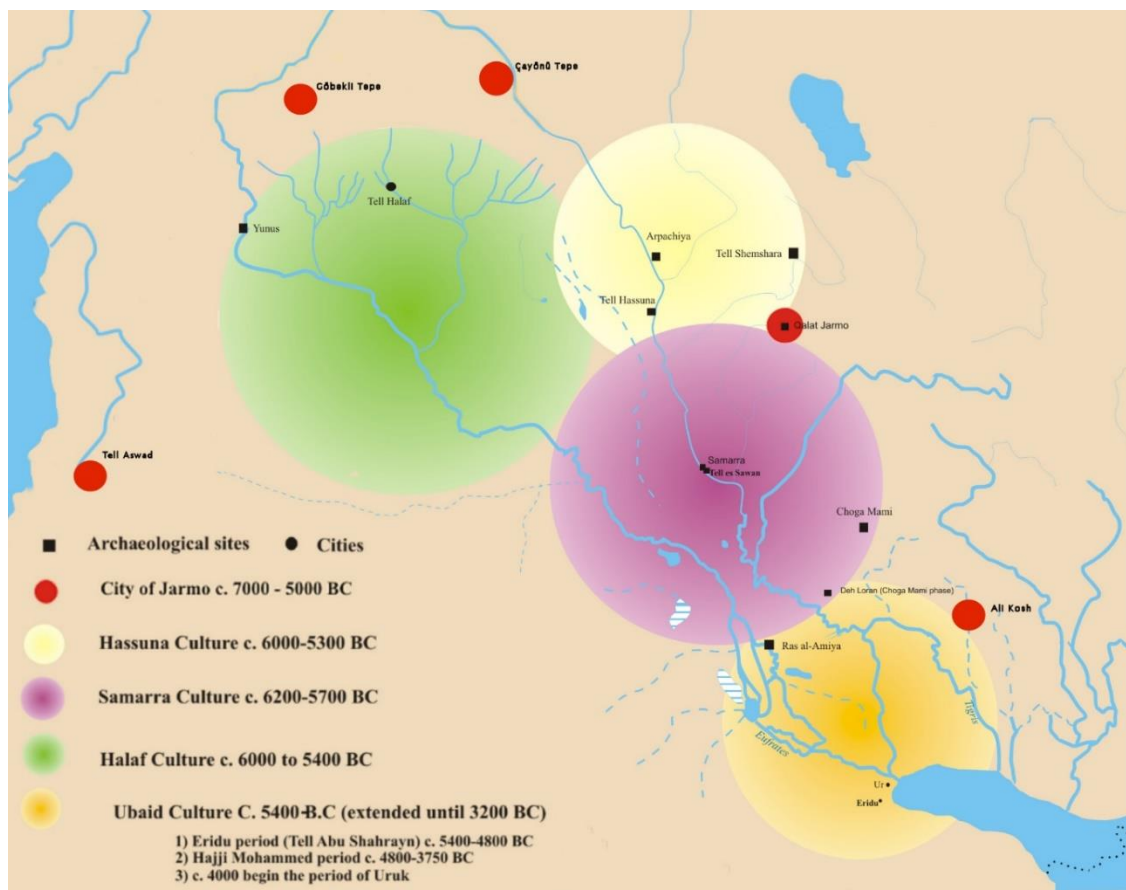 Çayönü Tepe
Göbekli Tepe
Tell Halaf
Yunus
Arpachiya
Tell Shemshara
Tell Hassuna
Qalat Jarmo
Tell Aswad
Samarra
Tell es Sawan
Choga Mami
Deh Loran (Choga Mami phase)
Ali Kosh
Ras al-Amiya
Tigris
Eufrates
Ur
Eridu
Archaeological sites
Cities
City of Jarmo c. 7000 - 5000 BC
Hassuna Culture c. 6000-5300 BC
Samarra Culture c. 6200-5700 BC
Halaf Culture c. 6000 to 5400 BC
Ubaid Culture C. 5400-B.C (extended until 3200 BC)
1) Eridu period (Tell Abu Shahrayn) c. 5400-4800 BC
2) Hajji Mohammed period c. 4800-3750 BC
3) c. 4000 begin the period of Uruk